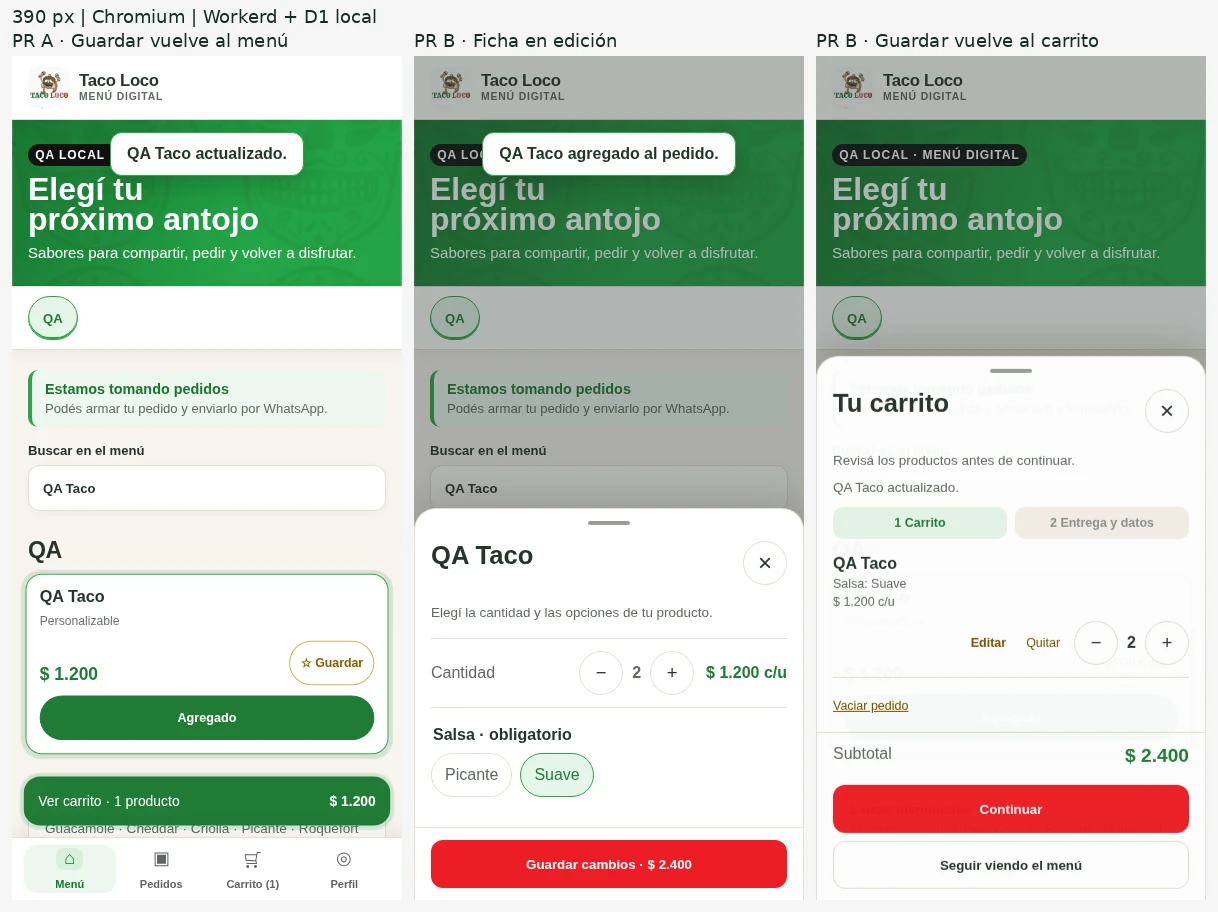 390 px | Chromium | Workerd + D1 local
PR A · Guardar vuelve al menú
TACO LOCO
Taco Loco
MENÚ DIGITAL
QA LOCAL
QA Taco actualizado.
Elegí tu
próximo antojo
Sabores para compartir, pedir y volver a disfrutar.
QA
Estamos tomando pedidos
Podés armar tu pedido y enviarlo por WhatsApp.
Buscar en el menú
QA Taco
QA
QA Taco
Personalizable
$ 1.200
☆ Guardar
Agregado
Ver carrito · 1 producto
$ 1.200
Guacamole · Cheddar · Criolla · Picante · Roquefort
Menú
Pedidos
Carrito (1)
Perfil
PR B · Ficha en edición
TACO LOCO
Taco Loco
MENÚ DIGITAL
QA LO
QA Taco agregado al pedido.
Elegí tu
próximo antojo
Sabores para compartir, pedir y volver a disfrutar.
QA
Estamos tomando pedidos
Podés armar tu pedido y enviarlo por WhatsApp.
Buscar en el menú
QA Taco
QA Taco
✕
Elegí la cantidad y las opciones de tu producto.
Cantidad
− 2 +
$ 1.200 c/u
Salsa · obligatorio
Picante
Suave
Guardar cambios · $ 2.400
PR B · Guardar vuelve al carrito
TACO LOCO
Taco Loco
MENÚ DIGITAL
QA LOCAL · MENÚ DIGITAL
Elegí tu
próximo antojo
Sabores para compartir, pedir y volver a disfrutar.
QA
Tu carrito
✕
Revisá los productos antes de continuar.
QA Taco actualizado.
1 Carrito
2 Entrega y datos
QA Taco
Salsa: Suave
$ 1.200 c/u
Editar
Quitar
− 2 +
Vaciar pedido
Subtotal
$ 2.400
Continuar
Seguir viendo el menú